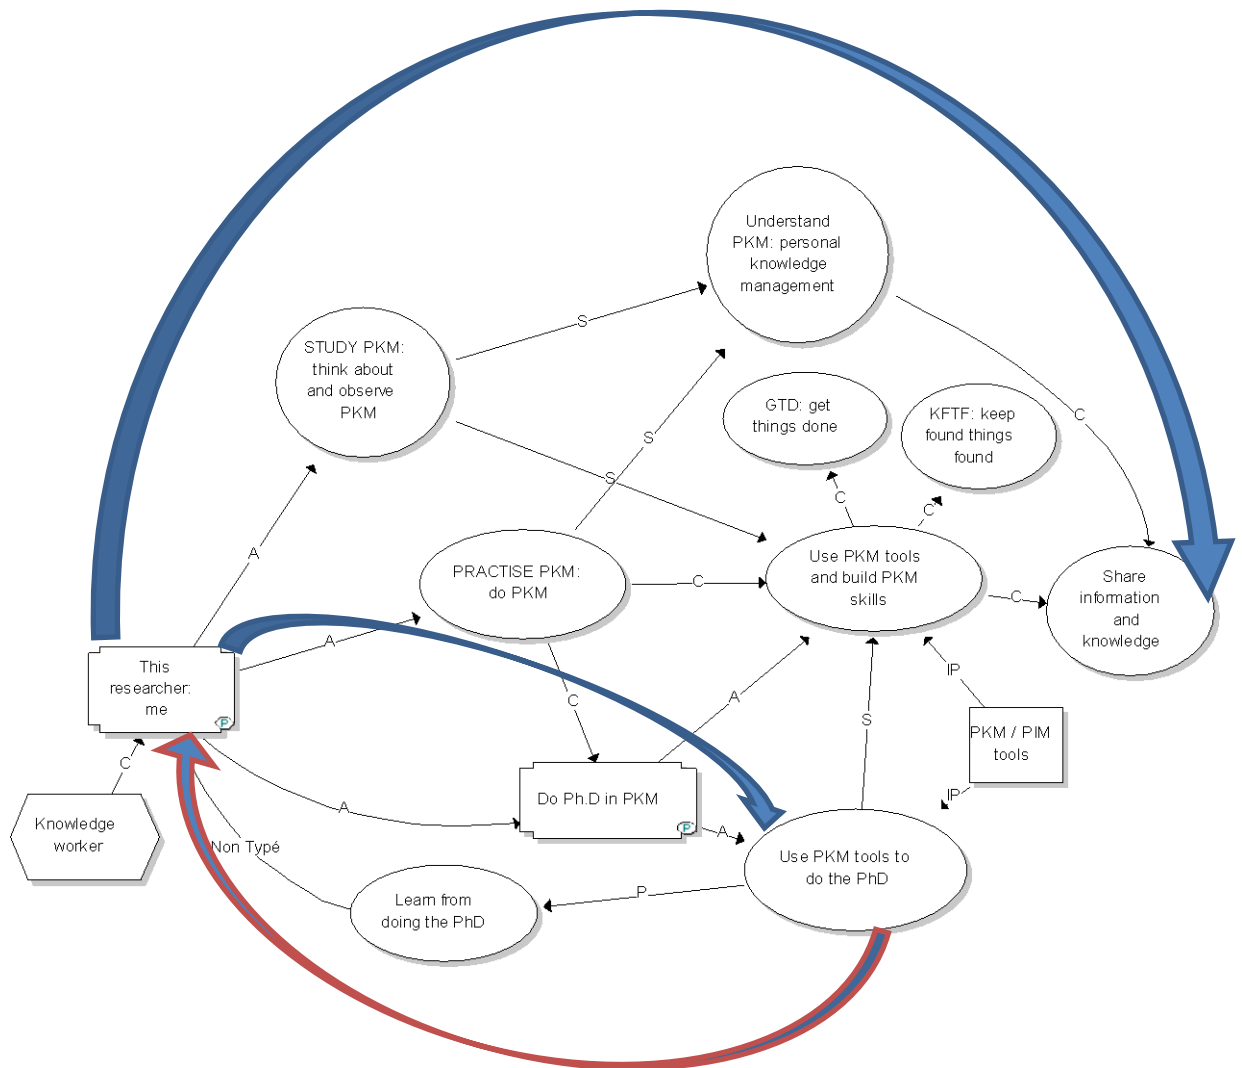 Understand
PKM: personal
knowledge
management
S
STUDY PKM:
think about
and observe
PKM
GTD: get
things done
KFTF: keep
found things
found
C
S
S
C
C
A
PRACTISE PKM:
do PKM
C
Use PKM tools
and build PKM
skills
C
Share
information
and
knowledge
A
This
researcher:
me
P
C
A
IP
S
PKM / PIM
tools
C
Do Ph.D in PKM
P
A
IP
A
Knowledge
worker
Non Typé
Use PKM tools to
do the PhD
P
Learn from
doing the PhD